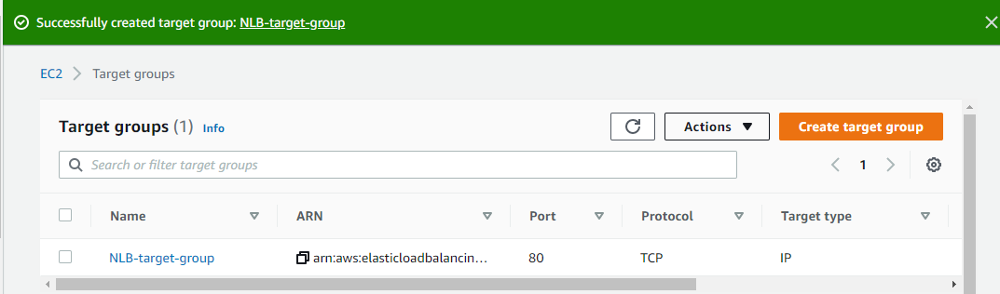 Successfully created target group: NLB-target-group
EC2 > Target groups
Target groups (1) Info
Actions
Create target group
Search or filter target groups
1
Name ARN Port Protocol Target type
NLB-target-group arn:aws:elasticloadbalancin... 80 TCP IP